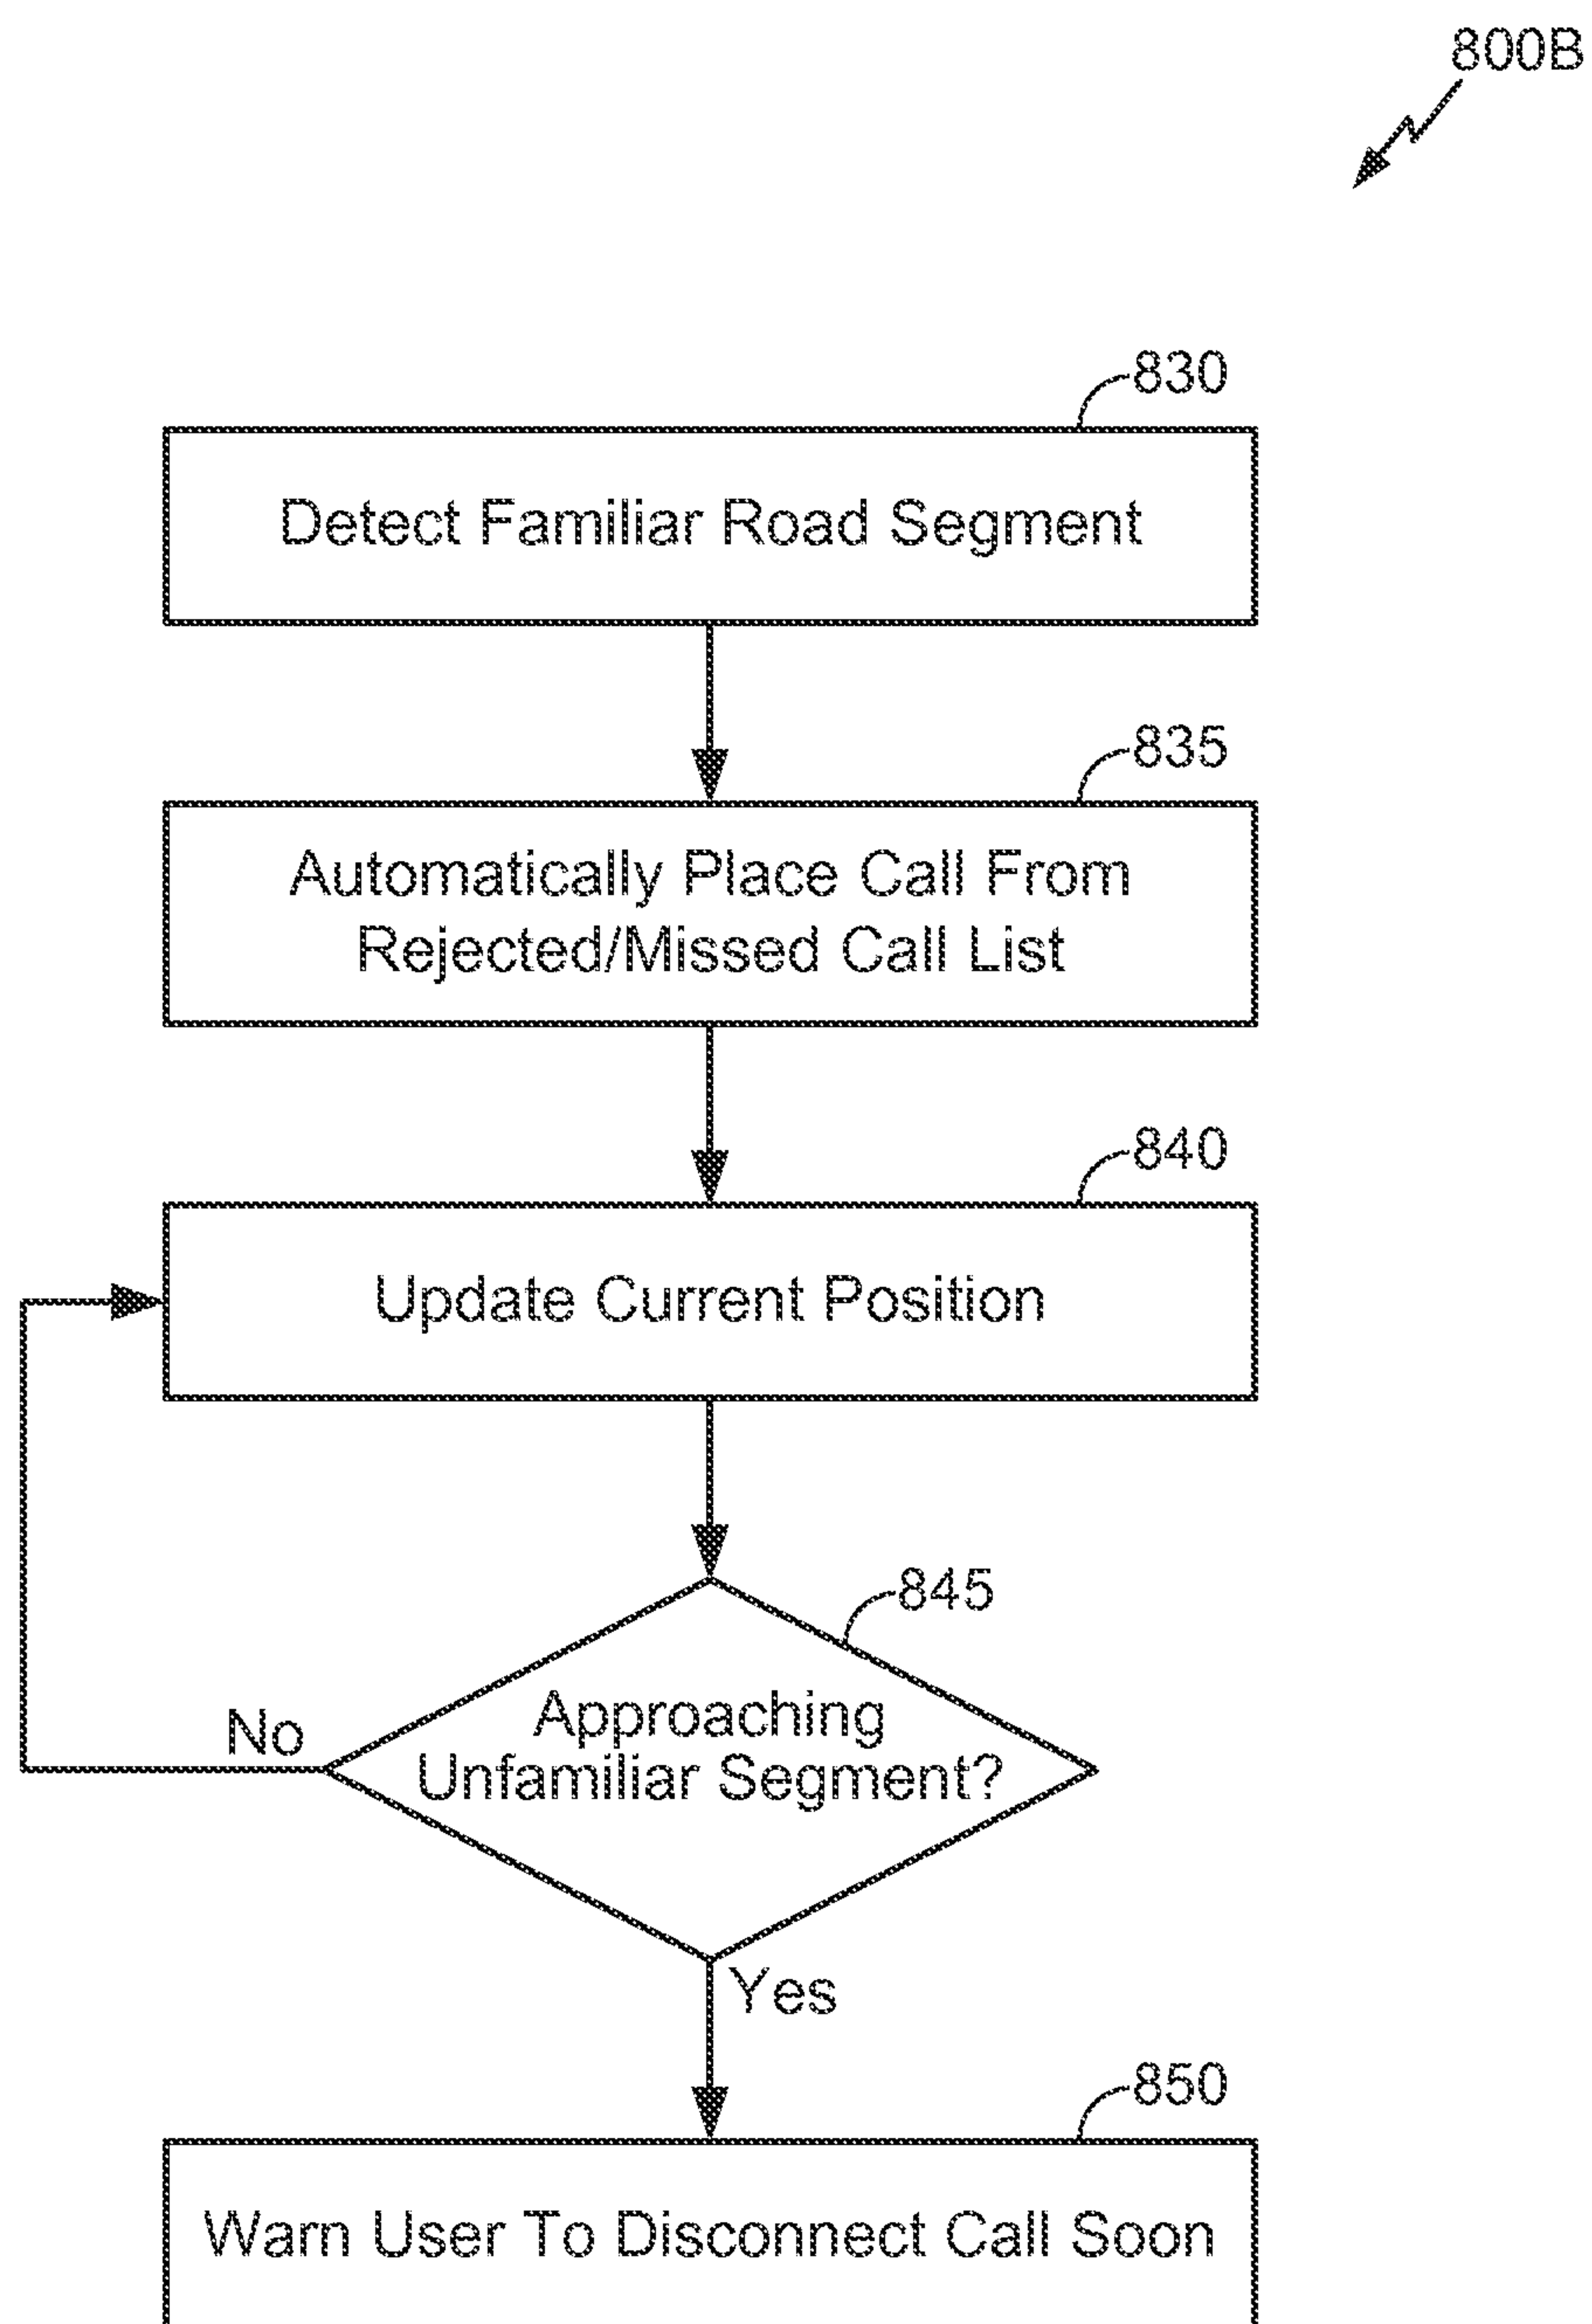 800B
830
Detect Familiar Road Segment
835
Automatically Place Call From
Rejected/Missed Call List
840
Update Current Position
845
Approaching
Unfamiliar Segment?
No
Yes
850
Warn User To Disconnect Call Soon